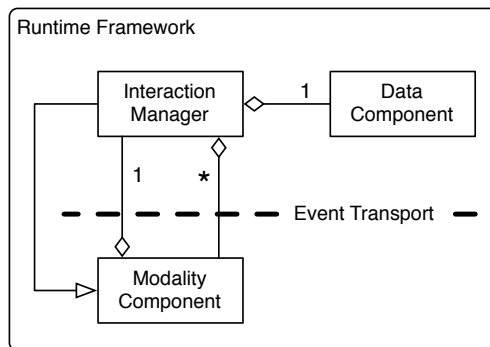 Runtime Framework
Interaction
Manager
1
Data
Component
1
*
Event Transport
Modality
Component